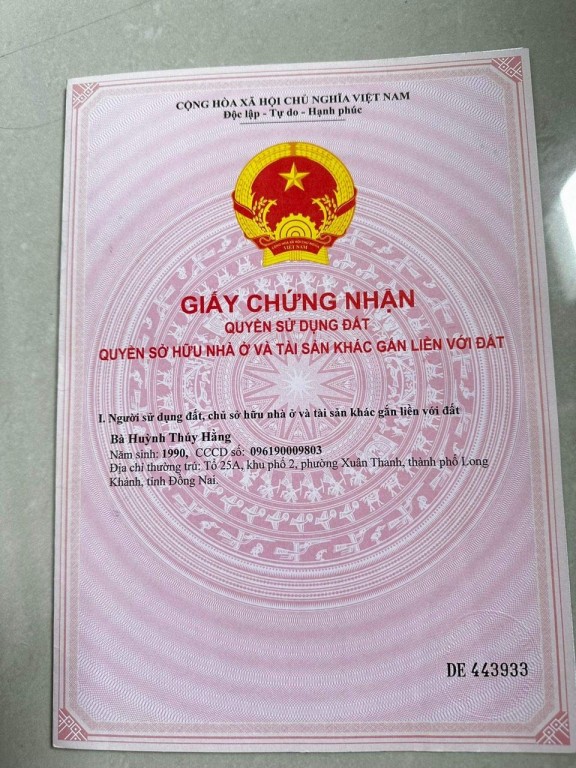 CỘNG HÒA XÃ HỘI CHỦ NGHĨA VIỆT NAM
Độc lập - Tự do - Hạnh phúc
VIỆT NAM
GIẤY CHỨNG NHẬN
QUYỀN SỬ DỤNG ĐẤT
QUYỀN SỞ HỮU NHÀ Ở VÀ TÀI SẢN KHÁC GẮN LIỀN VỚI ĐẤT
I. Người sử dụng đất, chủ sở hữu nhà ở và tài sản khác gắn liền với đất
Bà Huỳnh Thúy Hằng
Năm sinh: 1990, CCCD số: 096190009803
Địa chỉ thường trú: Tổ 25A, khu phố 2, phường Xuân Thanh, thành phố Long
Khánh, tỉnh Đồng Nai.
DE 443933